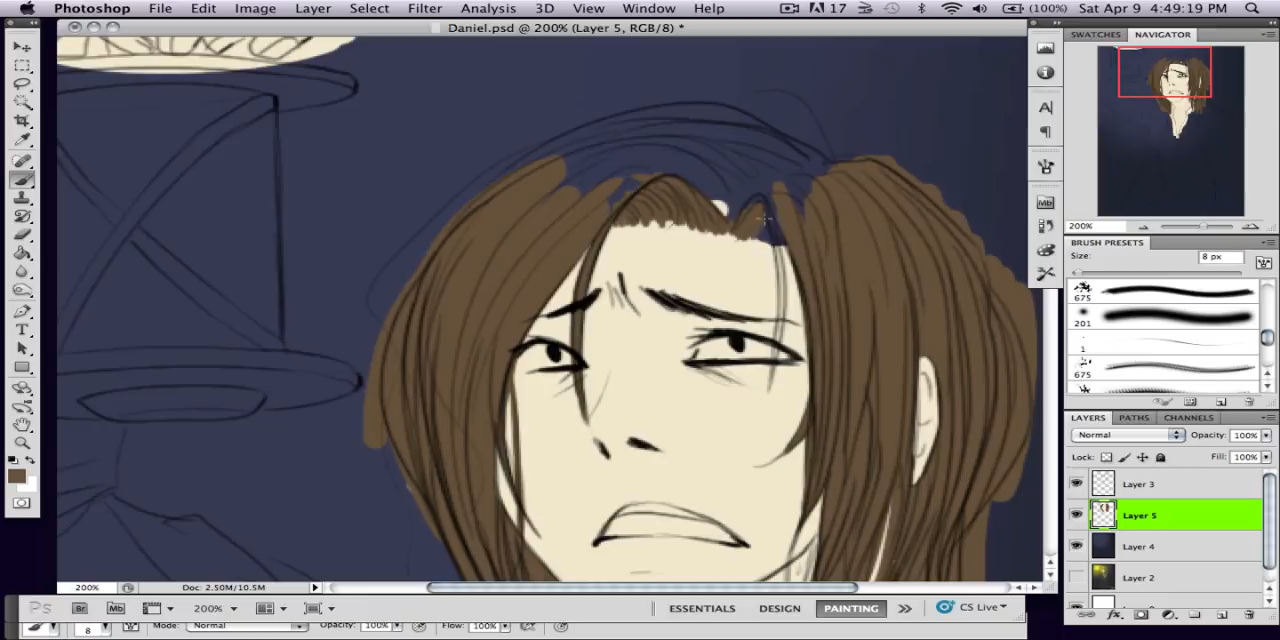 Photoshop File Edit Image Layer Select Filter Analysis 3D View Window Help 17 (100%) Sat Apr 9 4:49:19 PM
Daniel.psd @ 200% (Layer 5, RGB/8) *
SWATCHES NAVIGATOR
200%
BRUSH PRESETS
Size: 8 px
675
201
1
675
LAYERS PATHS CHANNELS
Normal Opacity: 100%
Lock: Fill: 100%
Layer 3
Layer 5
Layer 4
Layer 2
200% Doc: 2.50M/10.5M
Ps Br Mb 200% ESSENTIALS DESIGN PAINTING CS Live
8 Mode: Normal Opacity: 100% Flow: 100%